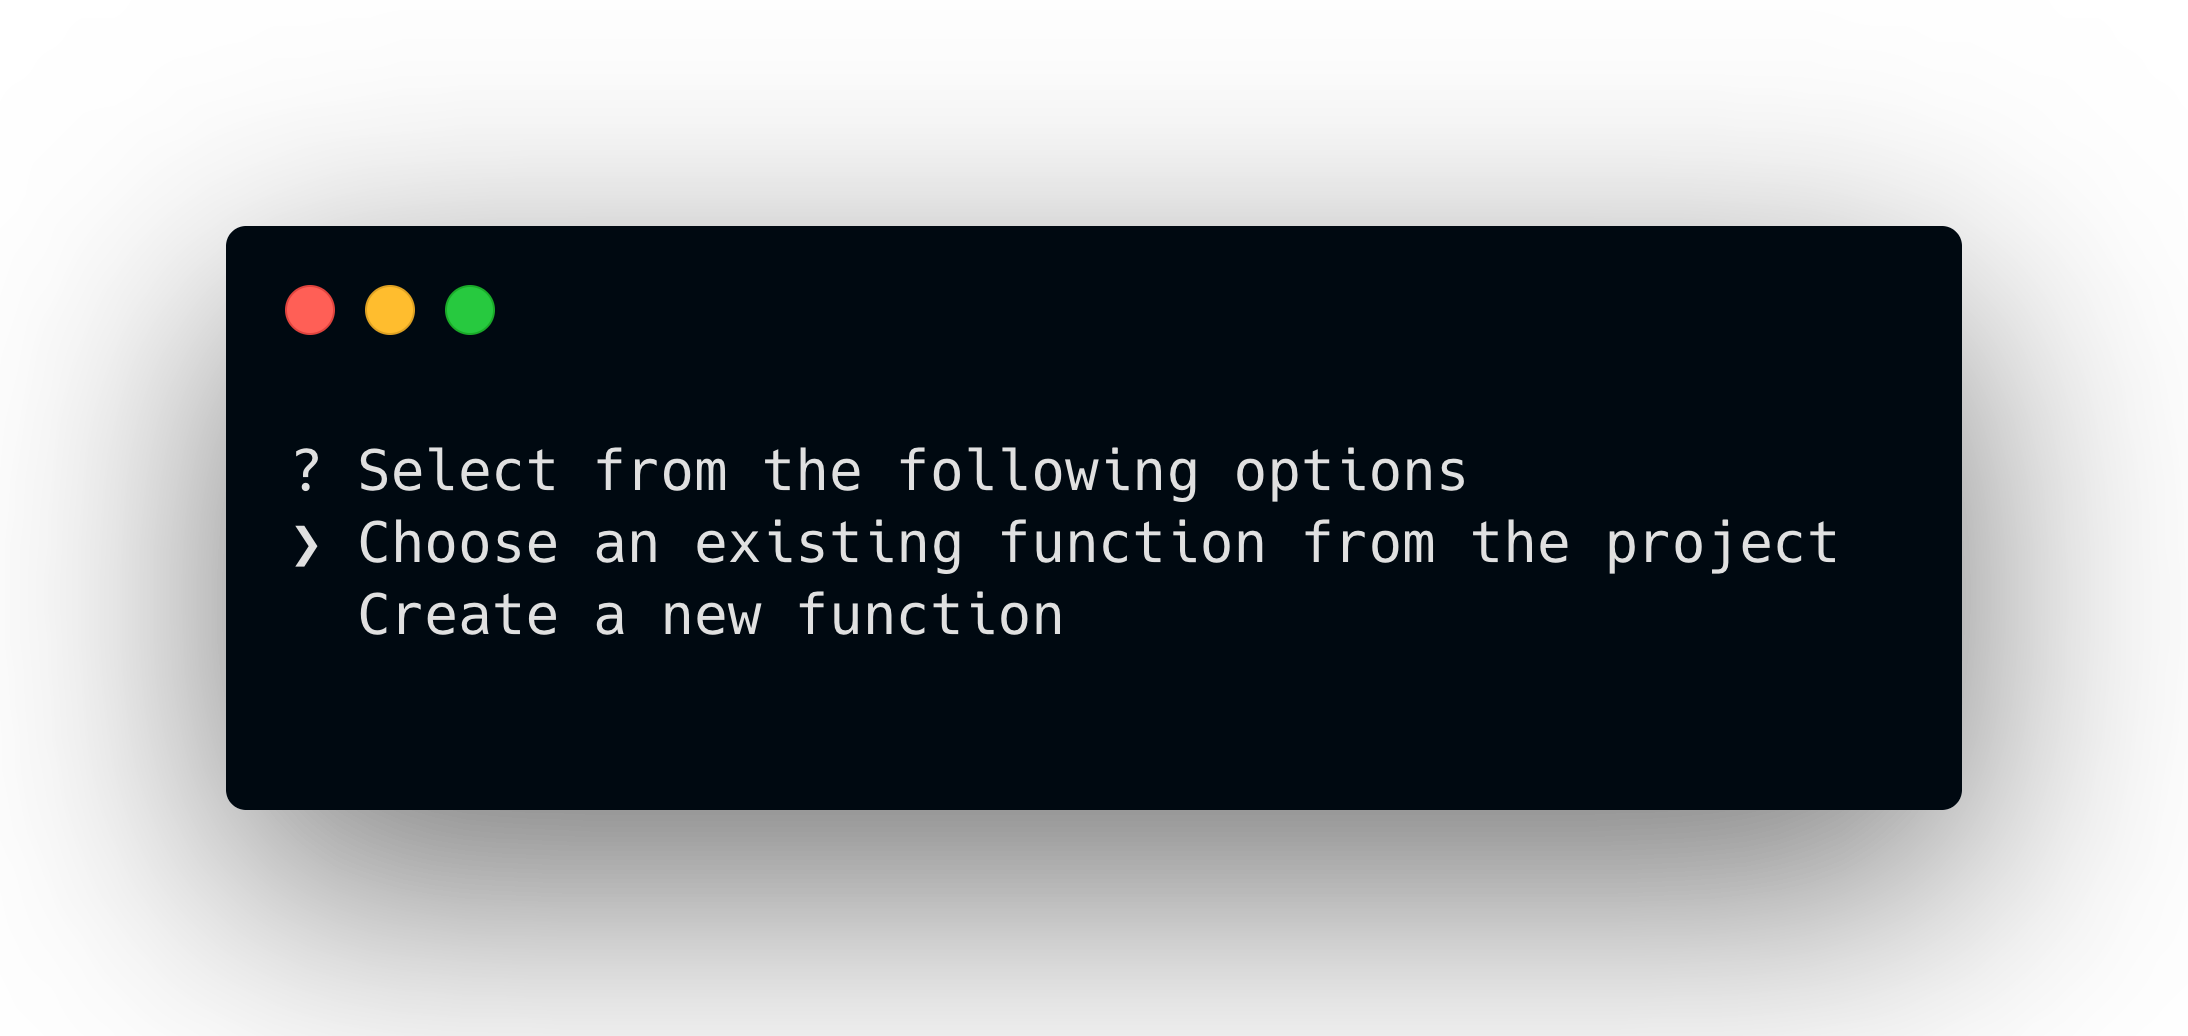 ? Select from the following options
❯ Choose an existing function from the project
  Create a new function